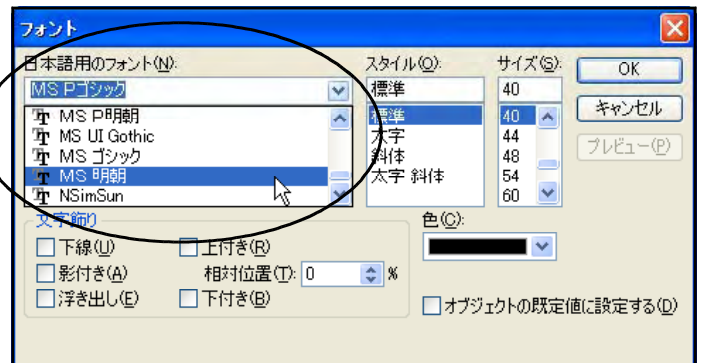 フォント
日本語用のフォント(N): スタイル(O): サイズ(S):
MS Pゴシック 標準 40 OK
MS P明朝 標準 40 キャンセル
MS UI Gothic 太字 44 プレビュー(P)
MS ゴシック 斜体 48
MS 明朝 太字 斜体 54
NSimSun 60
文字飾り 色(C):
下線(U) 上付き(R)
影付き(A) 相対位置(T): 0 %
浮き出し(E) 下付き(B) オブジェクトの既定値に設定する(D)